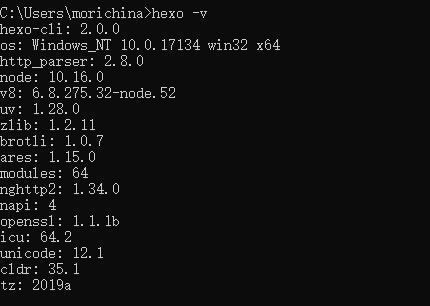 C:\Users\morichina>hexo -v
hexo-cli: 2.0.0
os: Windows_NT 10.0.17134 win32 x64
http_parser: 2.8.0
node: 10.16.0
v8: 6.8.275.32-node.52
uv: 1.28.0
zlib: 1.2.11
brotli: 1.0.7
ares: 1.15.0
modules: 64
nghttp2: 1.34.0
napi: 4
openssl: 1.1.1b
icu: 64.2
unicode: 12.1
cldr: 35.1
tz: 2019a